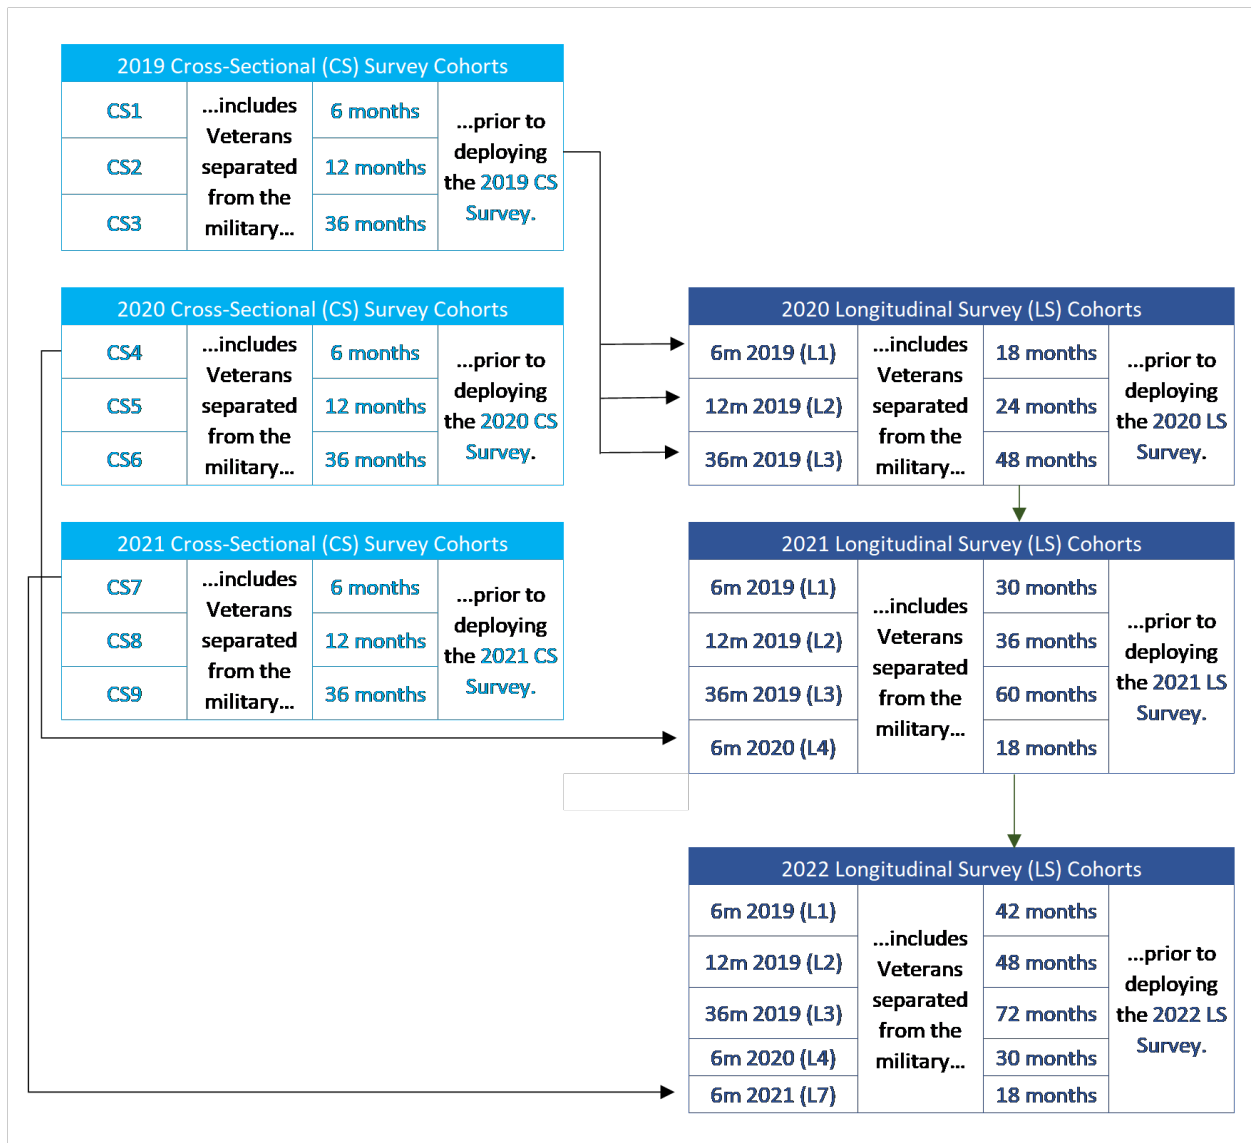 2019 Cross-Sectional (CS) Survey Cohorts
CS1
CS2
CS3
...includes
Veterans
separated
from the
military...
6 months
12 months
36 months
...prior to
deploying
the 2019 CS
Survey.
2020 Cross-Sectional (CS) Survey Cohorts
CS4
CS5
CS6
...includes
Veterans
separated
from the
military...
6 months
12 months
36 months
...prior to
deploying
the 2020 CS
Survey.
2020 Longitudinal Survey (LS) Cohorts
6m 2019 (L1)
12m 2019 (L2)
36m 2019 (L3)
...includes
Veterans
separated
from the
military...
18 months
24 months
48 months
...prior to
deploying
the 2020 LS
Survey.
2021 Cross-Sectional (CS) Survey Cohorts
CS7
CS8
CS9
...includes
Veterans
separated
from the
military...
6 months
12 months
36 months
...prior to
deploying
the 2021 CS
Survey.
2021 Longitudinal Survey (LS) Cohorts
6m 2019 (L1)
12m 2019 (L2)
36m 2019 (L3)
6m 2020 (L4)
...includes
Veterans
separated
from the
military...
30 months
36 months
60 months
18 months
...prior to
deploying
the 2021 LS
Survey.
2022 Longitudinal Survey (LS) Cohorts
6m 2019 (L1)
12m 2019 (L2)
36m 2019 (L3)
6m 2020 (L4)
6m 2021 (L7)
...includes
Veterans
separated
from the
military...
42 months
48 months
72 months
30 months
18 months
...prior to
deploying
the 2022 LS
Survey.